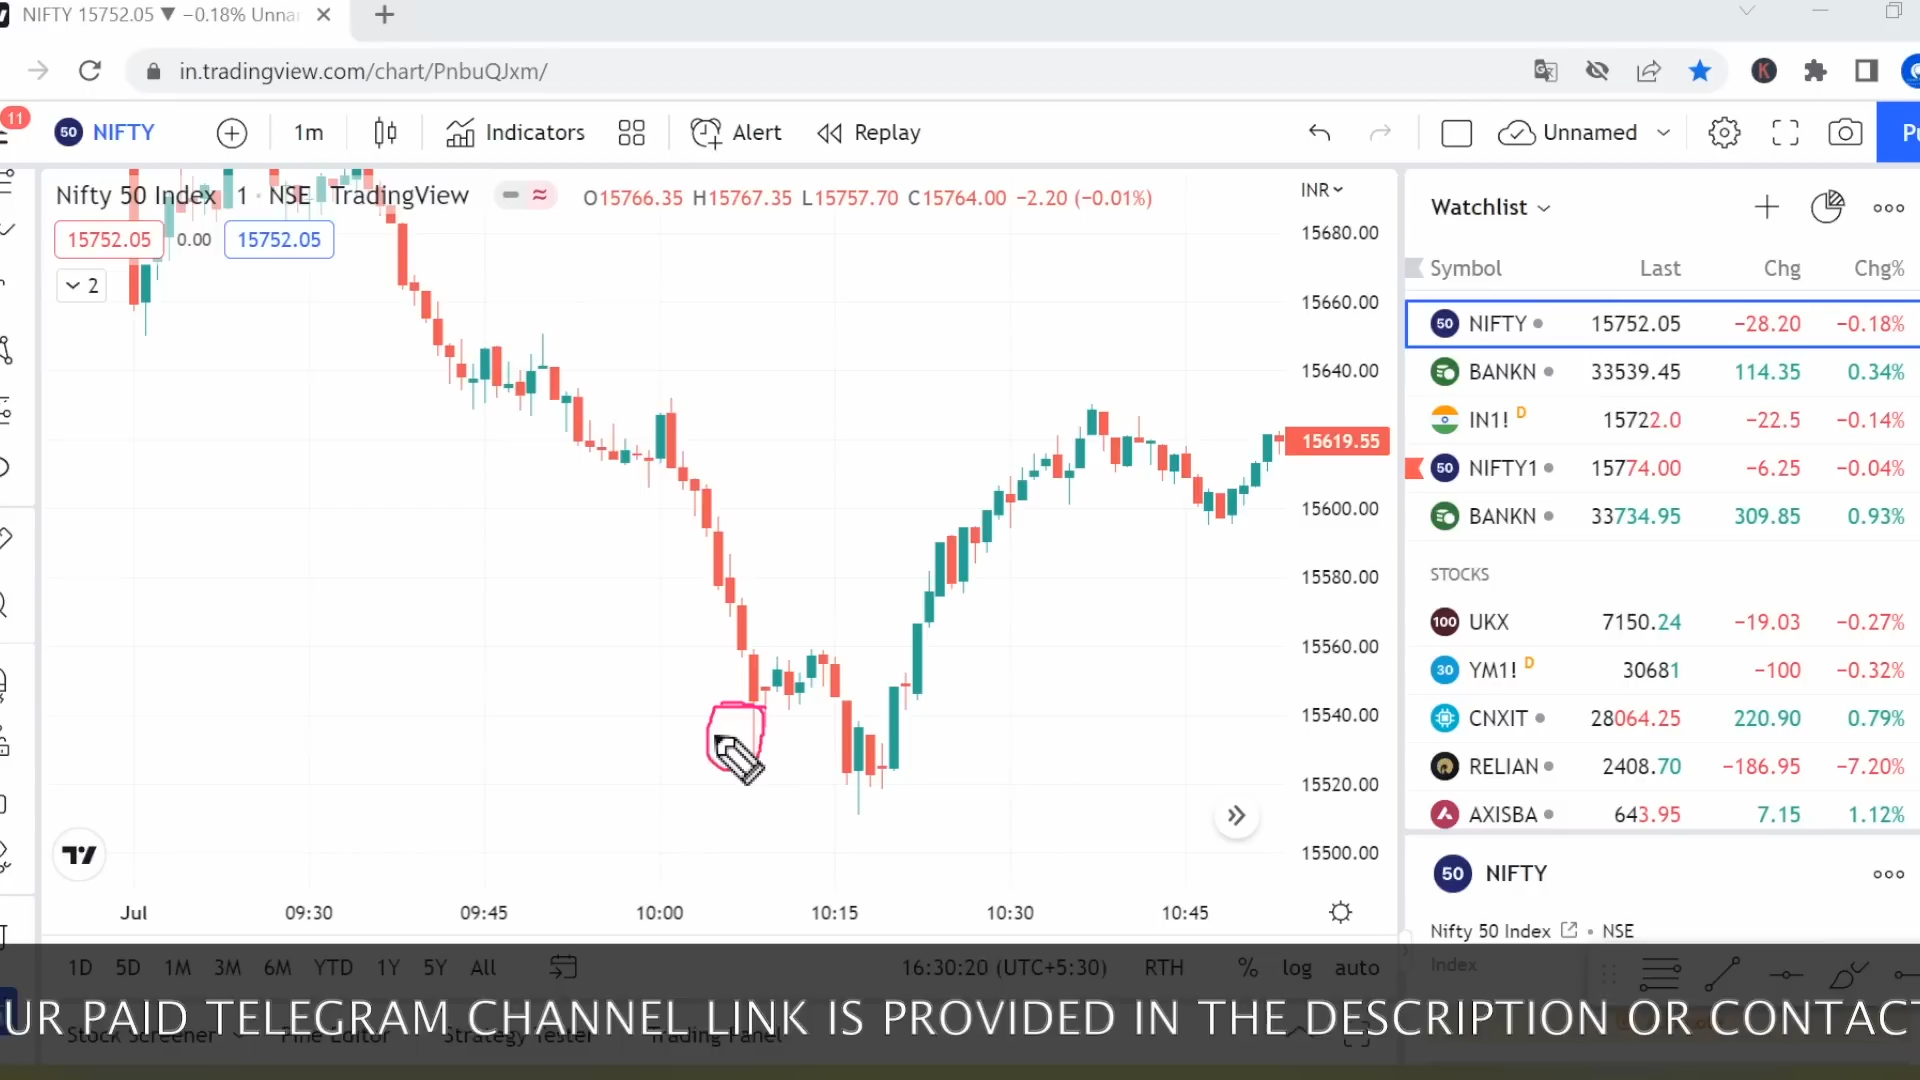 NIFTY 15752.05 ▼ −0.18% Unna
in.tradingview.com/chart/PnbuQJxm/
K
11
50 NIFTY 1m Indicators Alert Replay Unnamed
Nifty 50 Index · 1 · NSE TradingView O15766.35 H15767.35 L15757.70 C15764.00 −2.20 (−0.01%)
15752.05 0.00 15752.05
2
INR
15680.00
15660.00
15640.00
15619.55
15600.00
15580.00
15560.00
15540.00
15520.00
15500.00
Jul 09:30 09:45 10:00 10:15 10:30 10:45
1D 5D 1M 3M 6M YTD 1Y 5Y All 16:30:20 (UTC+5:30) RTH % log auto
Stock Screener Pine Editor Strategy Tester Trading Panel
Watchlist
Symbol Last Chg Chg%
50 NIFTY 15752.05 −28.20 −0.18%
BANKN 33539.45 114.35 0.34%
IN1! D 15722.0 −22.5 −0.14%
50 NIFTY1 15774.00 −6.25 −0.04%
BANKN 33734.95 309.85 0.93%
STOCKS
100 UKX 7150.24 −19.03 −0.27%
30 YM1! D 30681 −100 −0.32%
CNXIT 28064.25 220.90 0.79%
RELIAN 2408.70 −186.95 −7.20%
AXISBA 643.95 7.15 1.12%
50 NIFTY
Nifty 50 Index • NSE
Index
UR PAID TELEGRAM CHANNEL LINK IS PROVIDED IN THE DESCRIPTION OR CONTACT